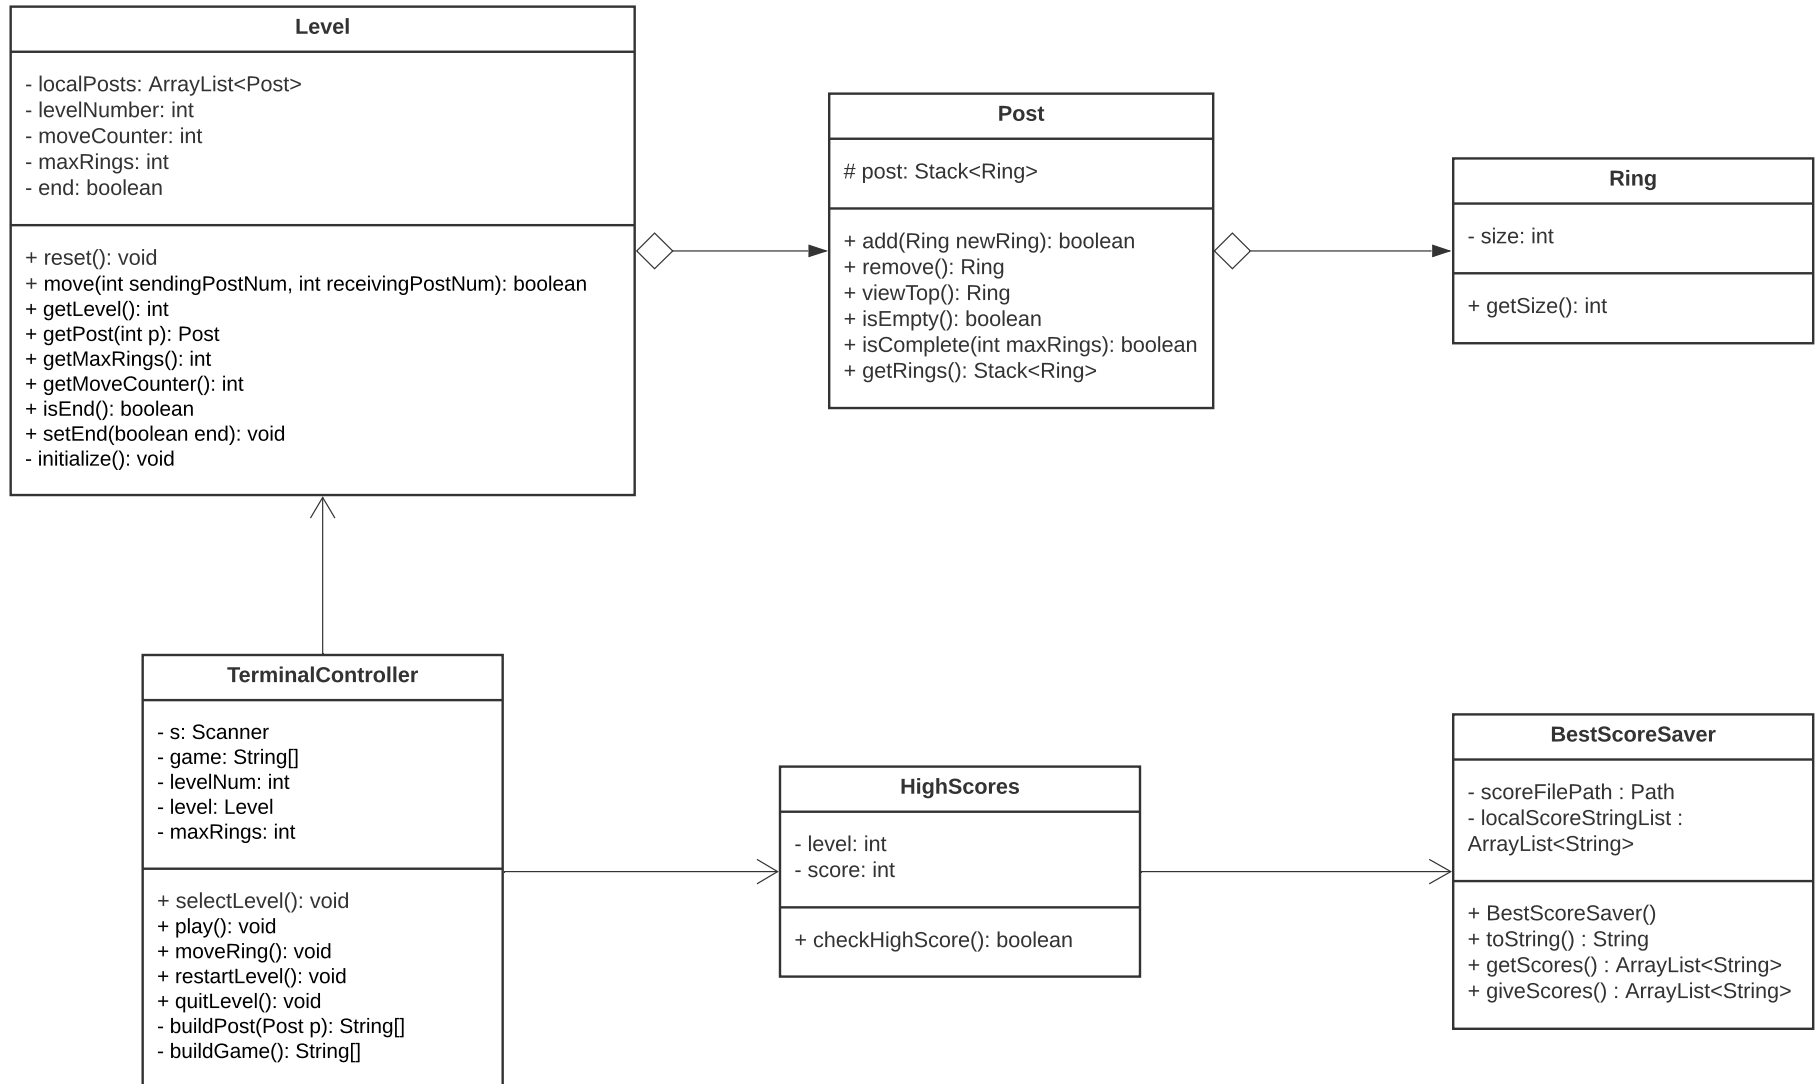 Level
- localPosts: ArrayList<Post>
- levelNumber: int
- moveCounter: int
- maxRings: int
- end: boolean
+ reset(): void
+ move(int sendingPostNum, int receivingPostNum): boolean
+ getLevel(): int
+ getPost(int p): Post
+ getMaxRings(): int
+ getMoveCounter(): int
+ isEnd(): boolean
+ setEnd(boolean end): void
- initialize(): void
Post
# post: Stack<Ring>
+ add(Ring newRing): boolean
+ remove(): Ring
+ viewTop(): Ring
+ isEmpty(): boolean
+ isComplete(int maxRings): boolean
+ getRings(): Stack<Ring>
Ring
- size: int
+ getSize(): int
TerminalController
- s: Scanner
- game: String[]
- levelNum: int
- level: Level
- maxRings: int
+ selectLevel(): void
+ play(): void
+ moveRing(): void
+ restartLevel(): void
+ quitLevel(): void
- buildPost(Post p): String[]
- buildGame(): String[]
HighScores
- level: int
- score: int
+ checkHighScore(): boolean
BestScoreSaver
- scoreFilePath : Path
- localScoreStringList :
ArrayList<String>
+ BestScoreSaver()
+ toString() : String
+ getScores() : ArrayList<String>
+ giveScores() : ArrayList<String>